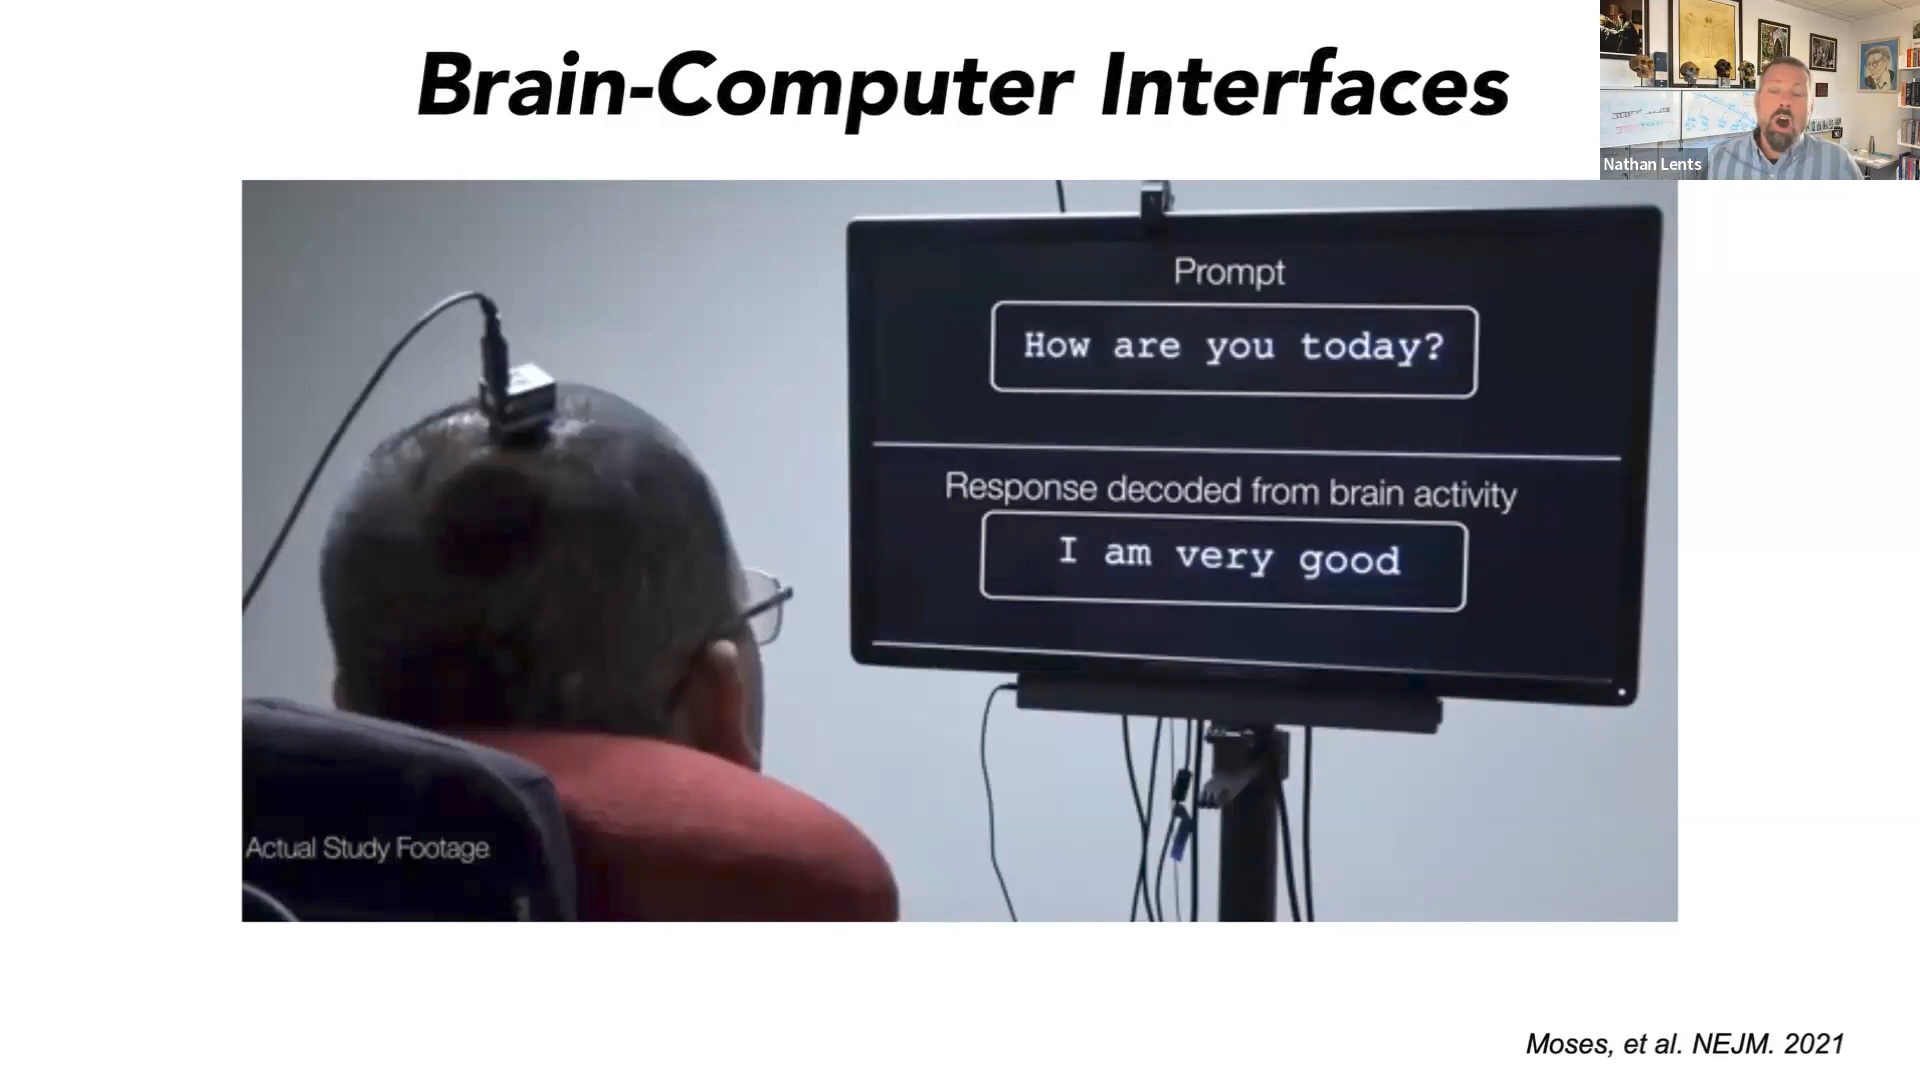 Brain-Computer Interfaces
Nathan Lents
Prompt
How are you today?
Response decoded from brain activity
I am very good
Actual Study Footage
Moses, et al. NEJM. 2021